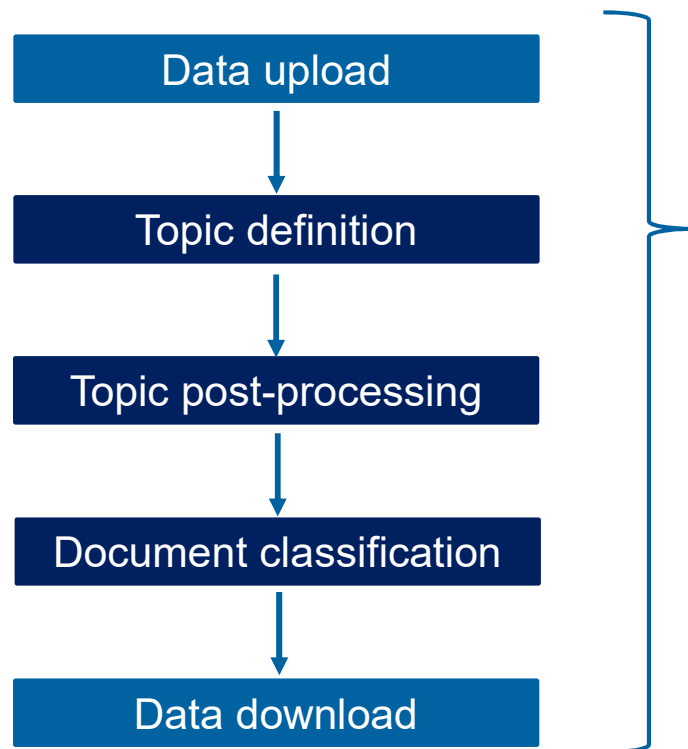 Data upload
Topic definition
Topic post-processing
Document classification
Data download